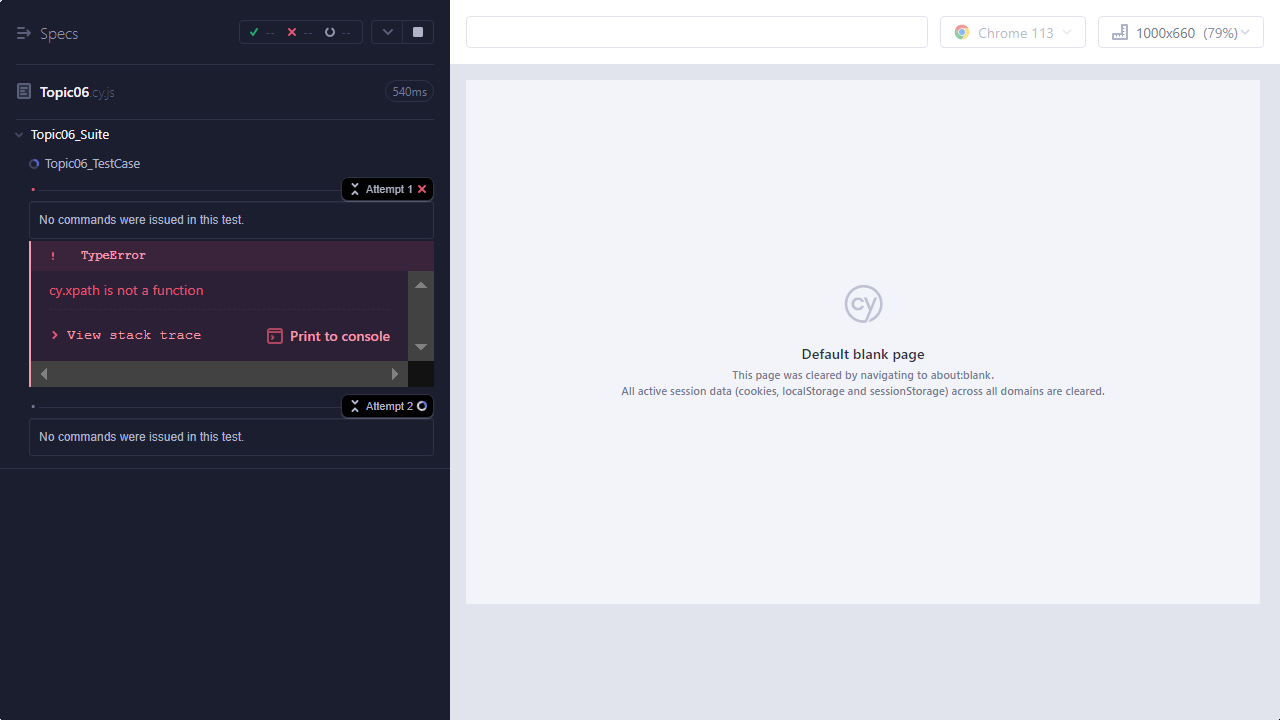 Specs
--
--
--
Topic06.cy.js
540ms
Topic06_Suite
Topic06_TestCase
Attempt 1
No commands were issued in this test.
! TypeError
cy.xpath is not a function
> View stack trace
Print to console
Attempt 2
No commands were issued in this test.
Chrome 113
1000x660 (79%)
cy
Default blank page
This page was cleared by navigating to about:blank.
All active session data (cookies, localStorage and sessionStorage) across all domains are cleared.